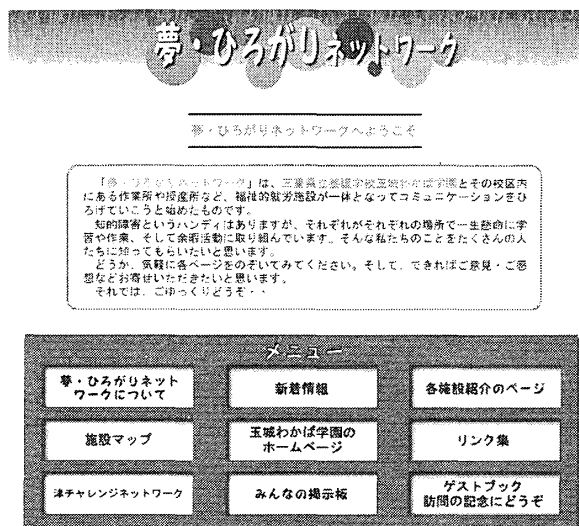 夢・ひろがりネットワーク
夢・ひろがりネットワークへようこそ
「夢・ひろがりネットワーク」は、三重県立養護学校玉城わかば学園とその校区内
にある作業所や授産所など、福祉的就労施設が一体となってコミュニケーションをひ
ろげていこうと始めたものです。
知的障害というハンディはありますが、それぞれがそれぞれの場所で一生懸命に学
習や作業、そして余暇活動に取り組んでいます。そんな私たちのことをたくさんの人
たちに知ってもらいたいと思います。
どうか、気軽に各ページをのぞいてみてください。そして、できればご意見・ご感
想などお寄せいただきたいと思います。
それでは、ごゆっくりどうぞ・・
メニュー
夢・ひろがりネット
ワークについて
新着情報
各施設紹介のページ
施設マップ
玉城わかば学園の
ホームページ
リンク集
津チャレンジネットワーク
みんなの掲示板
ゲストブック
訪問の記念にどうぞ